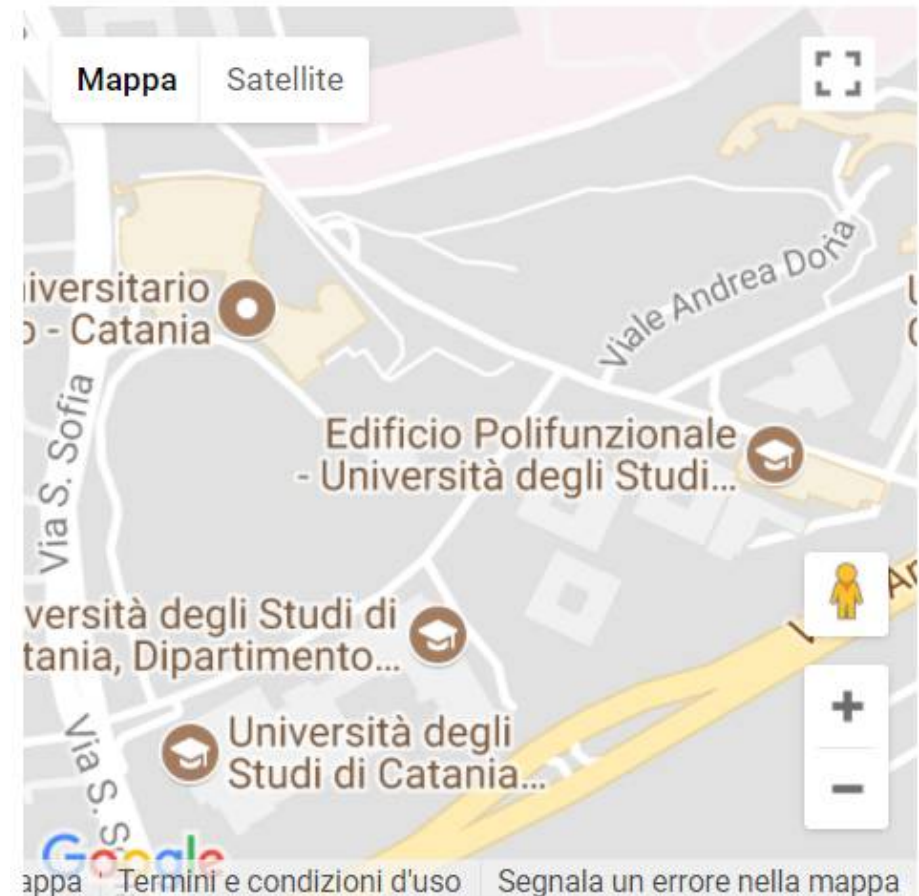 Mappa Satellite
Viale Andrea Doria
iversitario
o - Catania
Via S. Sofia
Edificio Polifunzionale
- Università degli Studi...
versità degli Studi di
tania, Dipartimento...
Università degli
Studi di Catania...
Via S. S
Google
appa Termini e condizioni d'uso Segnala un errore nella mappa